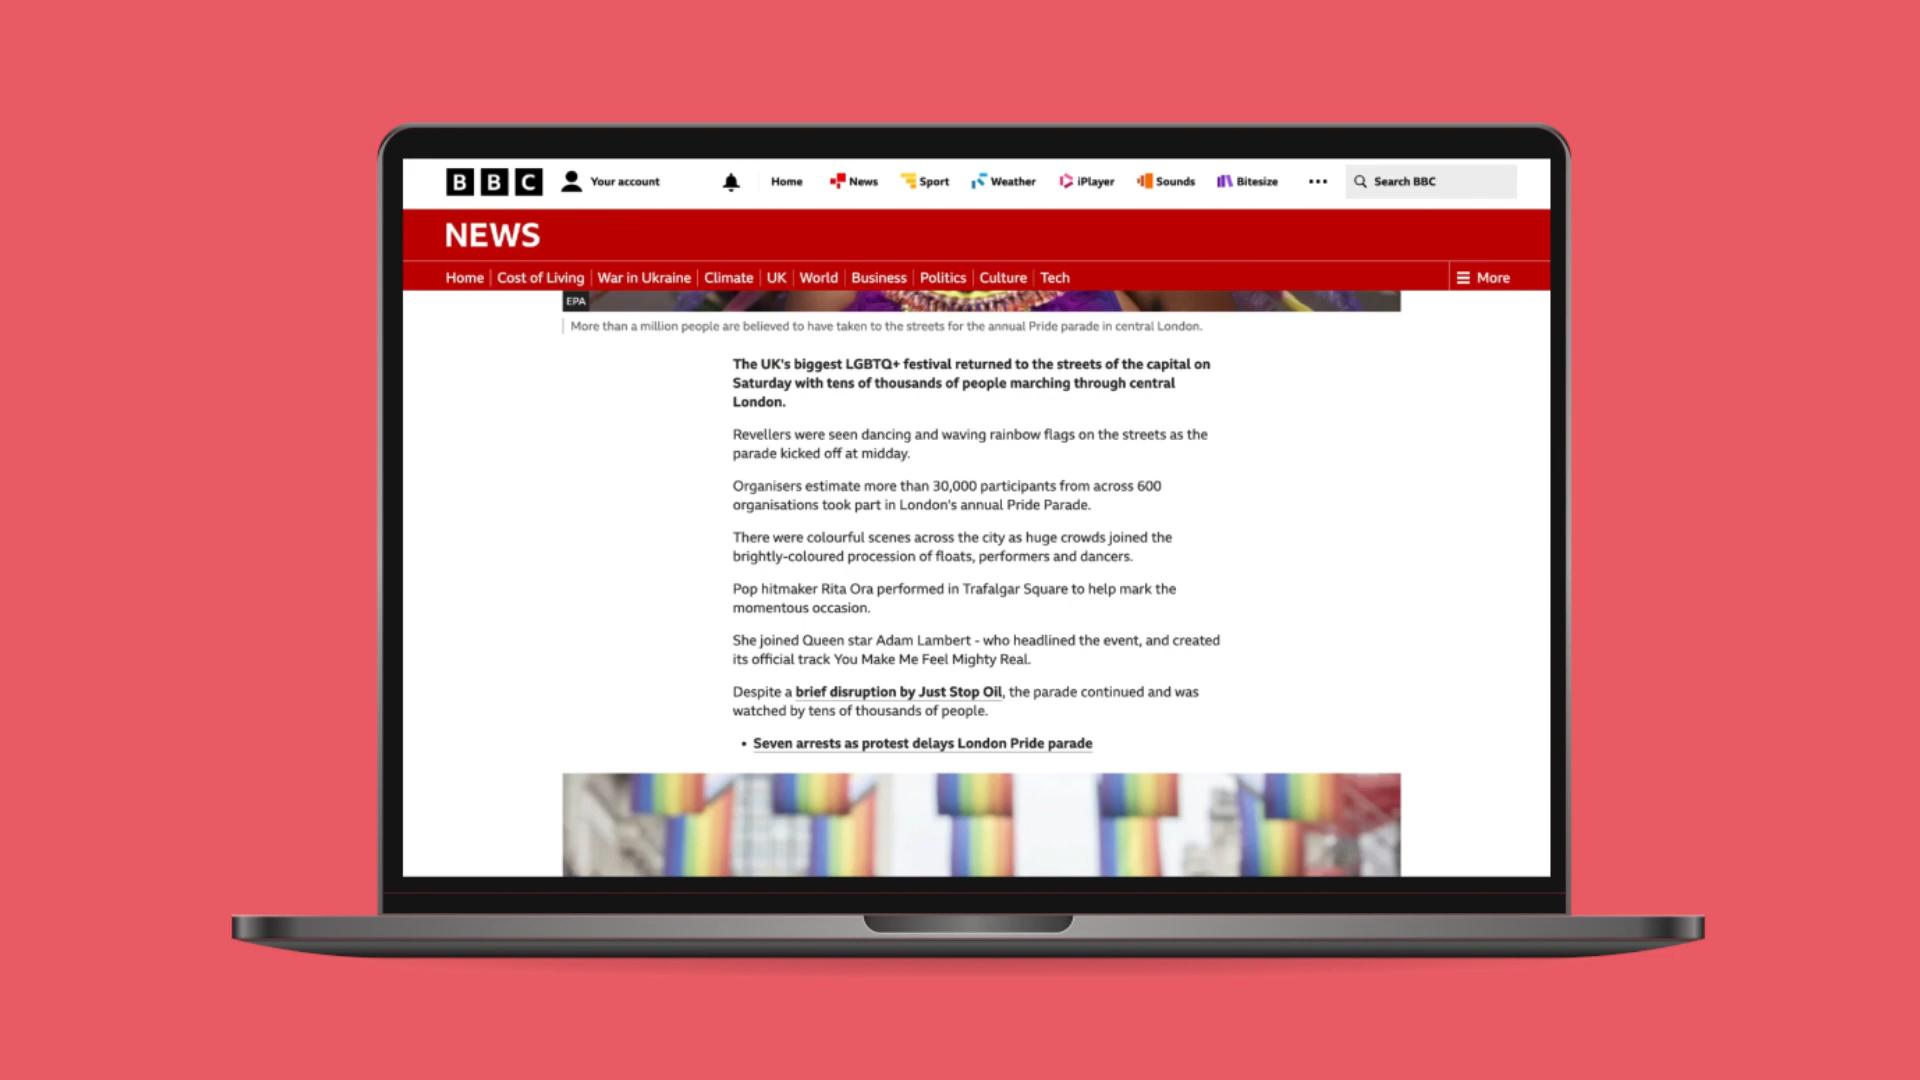 BBC Your account Home News Sport Weather iPlayer Sounds Bitesize ... Search BBC
NEWS
Home Cost of Living War in Ukraine Climate UK World Business Politics Culture Tech More
EPA
More than a million people are believed to have taken to the streets for the annual Pride parade in central London.
The UK's biggest LGBTQ+ festival returned to the streets of the capital on
Saturday with tens of thousands of people marching through central
London.
Revellers were seen dancing and waving rainbow flags on the streets as the
parade kicked off at midday.
Organisers estimate more than 30,000 participants from across 600
organisations took part in London's annual Pride Parade.
There were colourful scenes across the city as huge crowds joined the
brightly-coloured procession of floats, performers and dancers.
Pop hitmaker Rita Ora performed in Trafalgar Square to help mark the
momentous occasion.
She joined Queen star Adam Lambert - who headlined the event, and created
its official track You Make Me Feel Mighty Real.
Despite a brief disruption by Just Stop Oil, the parade continued and was
watched by tens of thousands of people.
• Seven arrests as protest delays London Pride parade